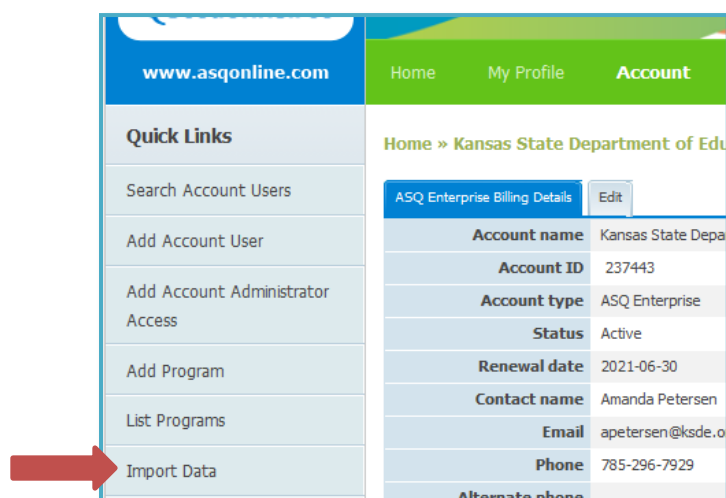 www.asqonline.com
Home My Profile Account
Quick Links
Home » Kansas State Department of Edu
Search Account Users
ASQ Enterprise Billing Details Edit
Add Account User
Account name Kansas State Depa
Account ID 237443
Add Account Administrator
Access
Account type ASQ Enterprise
Status Active
Add Program
Renewal date 2021-06-30
Contact name Amanda Petersen
List Programs
Email apetersen@ksde.o
Import Data
Phone 785-296-7929
Alternate phone